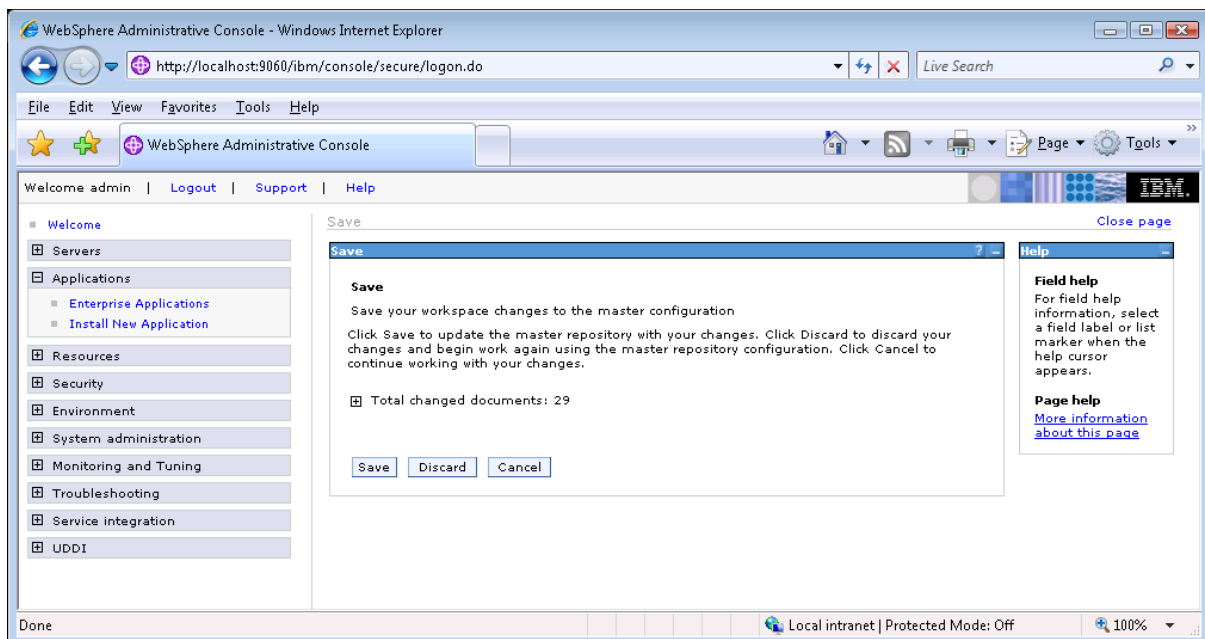 WebSphere Administrative Console - Windows Internet Explorer
http://localhost:9060/ibm/console/secure/logon.do
Live Search
File Edit View Favorites Tools Help
WebSphere Administrative Console
Page Tools
Welcome admin | Logout | Support | Help
IBM.
Welcome
Servers
Applications
Enterprise Applications
Install New Application
Resources
Security
Environment
System administration
Monitoring and Tuning
Troubleshooting
Service integration
UDDI
Save
Close page
Save
Save
Save your workspace changes to the master configuration
Click Save to update the master repository with your changes. Click Discard to discard your
changes and begin work again using the master repository configuration. Click Cancel to
continue working with your changes.
Total changed documents: 29
Save Discard Cancel
Help
Field help
For field help
information, select
a field label or list
marker when the
help cursor
appears.
Page help
More information
about this page
Done
Local intranet | Protected Mode: Off
100%